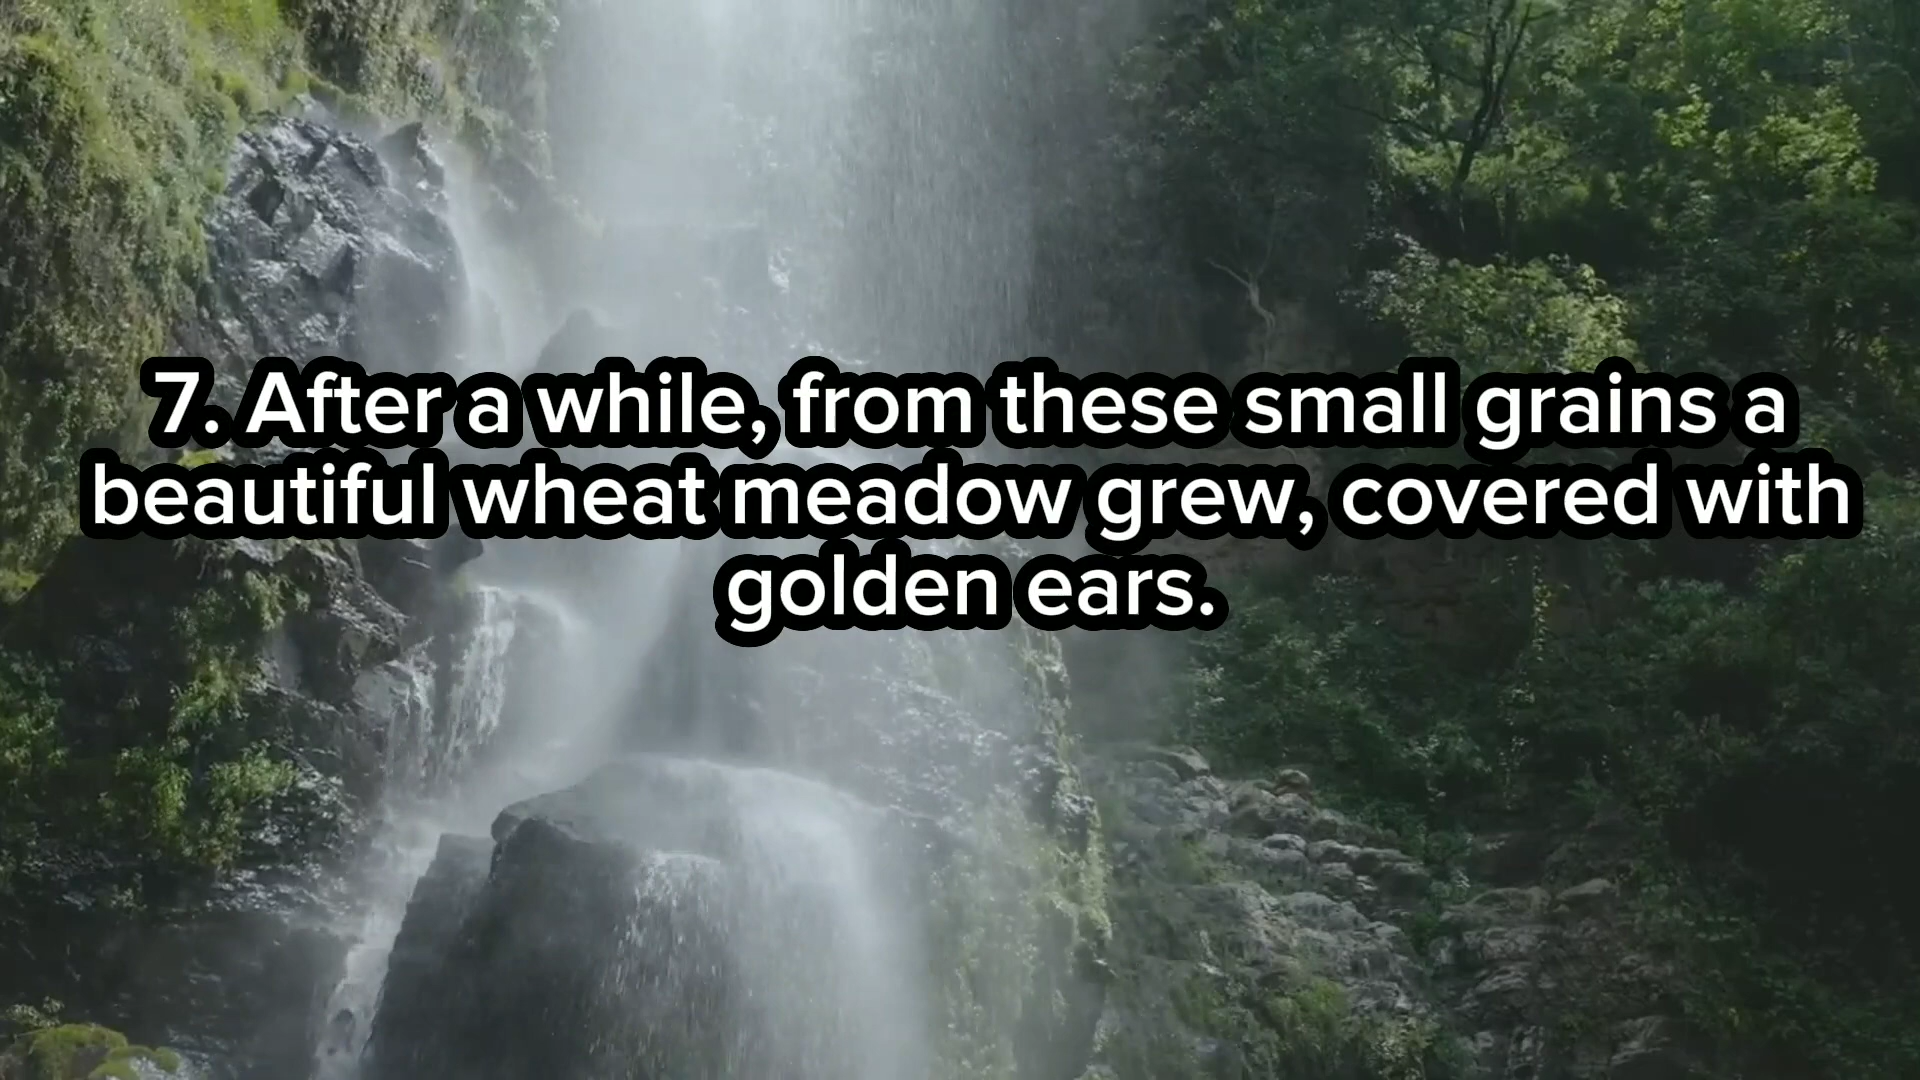 7. After a while, from these small grains a
beautiful wheat meadow grew, covered with
golden ears.